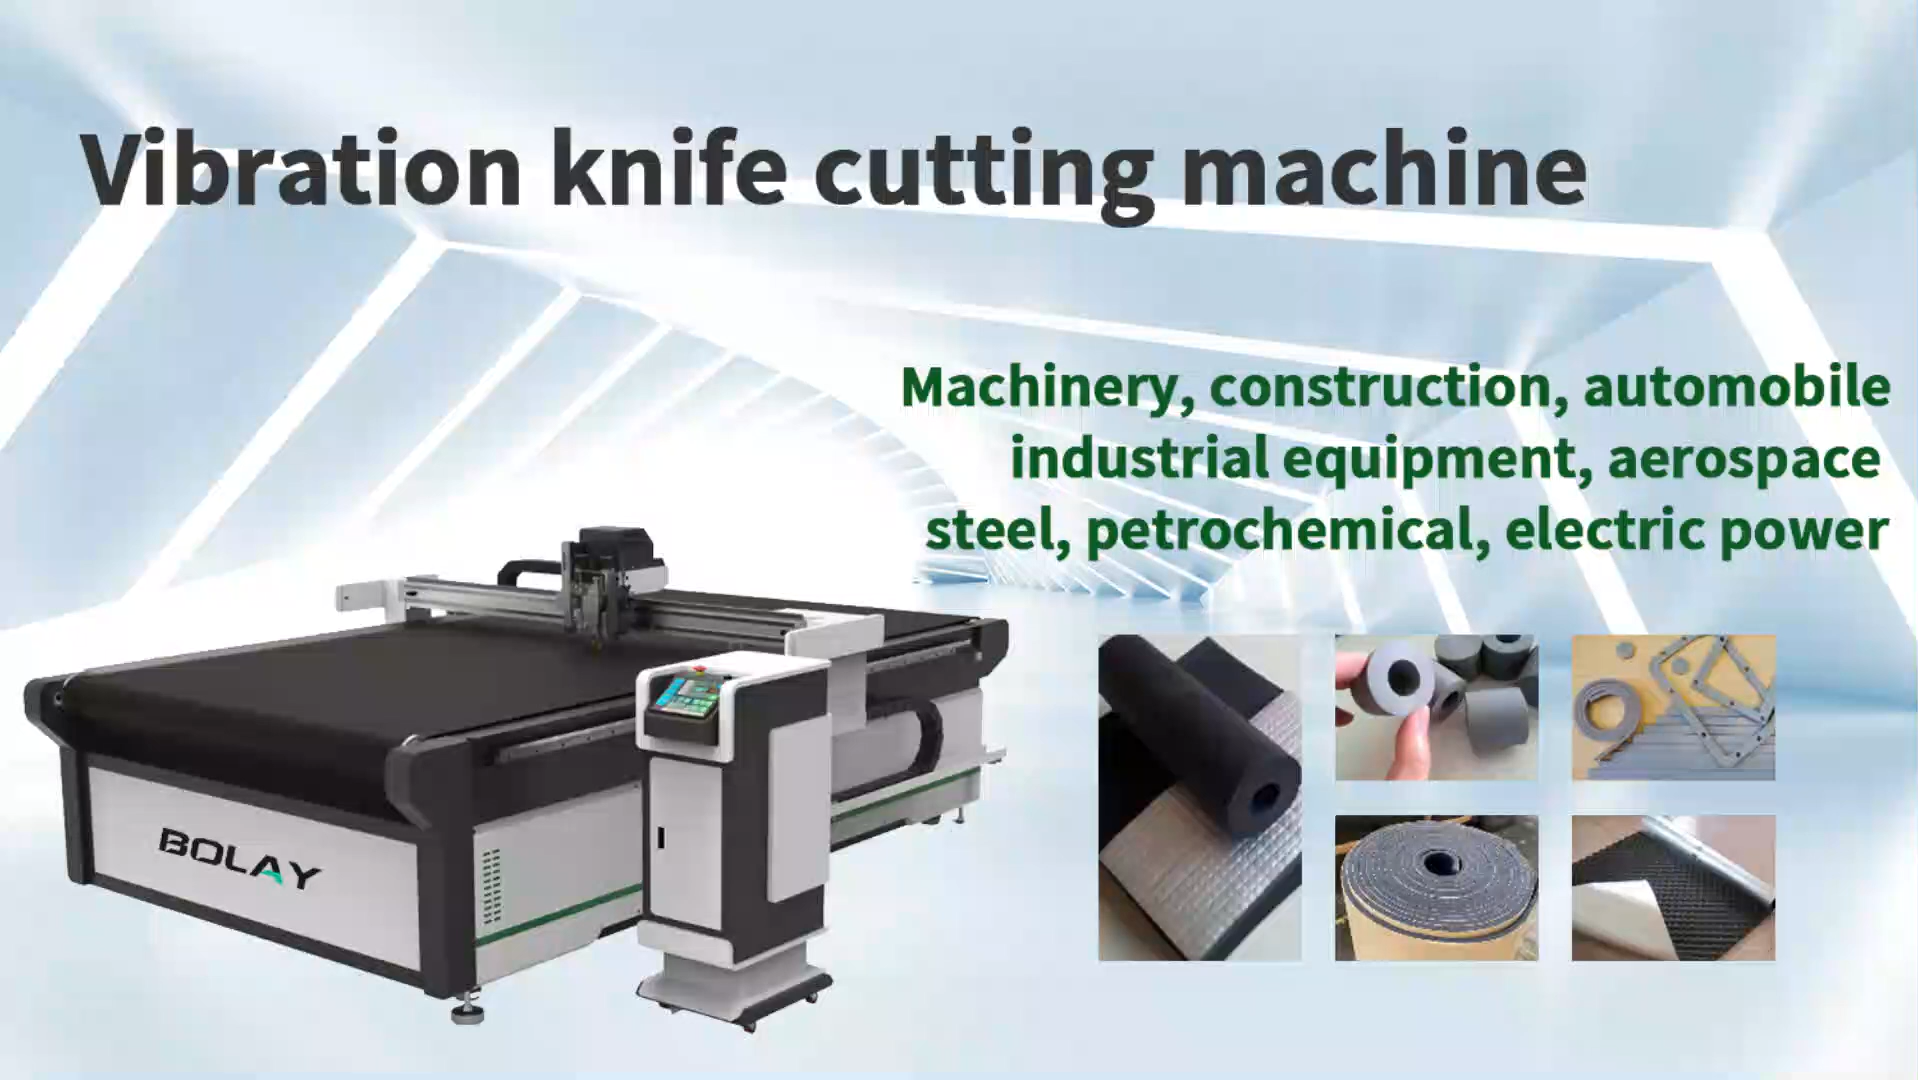 Vibration knife cutting machine
Machinery, construction, automobile
industrial equipment, aerospace
steel, petrochemical, electric power
BOLAY